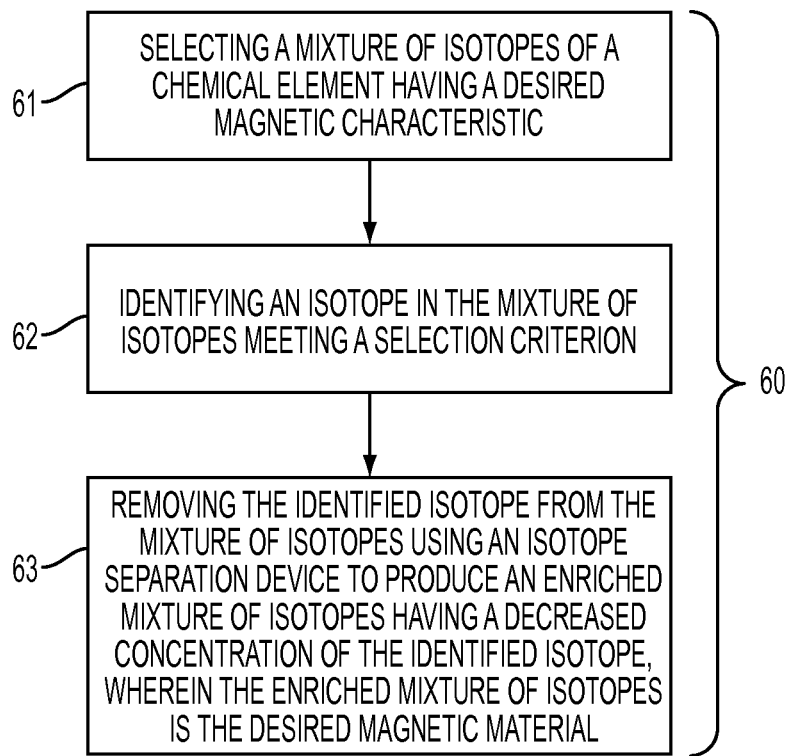 61
SELECTING A MIXTURE OF ISOTOPES OF A
CHEMICAL ELEMENT HAVING A DESIRED
MAGNETIC CHARACTERISTIC
62
IDENTIFYING AN ISOTOPE IN THE MIXTURE OF
ISOTOPES MEETING A SELECTION CRITERION
60
63
REMOVING THE IDENTIFIED ISOTOPE FROM THE
MIXTURE OF ISOTOPES USING AN ISOTOPE
SEPARATION DEVICE TO PRODUCE AN ENRICHED
MIXTURE OF ISOTOPES HAVING A DECREASED
CONCENTRATION OF THE IDENTIFIED ISOTOPE,
WHEREIN THE ENRICHED MIXTURE OF ISOTOPES
IS THE DESIRED MAGNETIC MATERIAL